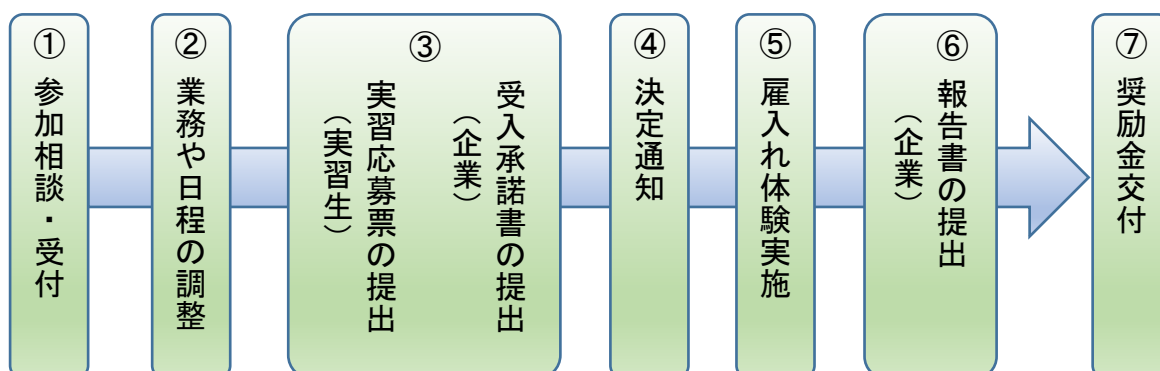 ①
参加相談・受付
②
業務や日程の調整
③
受入承諾書の提出
（企業）
実習応募票の提出
（実習生）
④
決定通知
⑤
雇入れ体験実施
⑥
報告書の提出
（企業）
⑦
奨励金交付